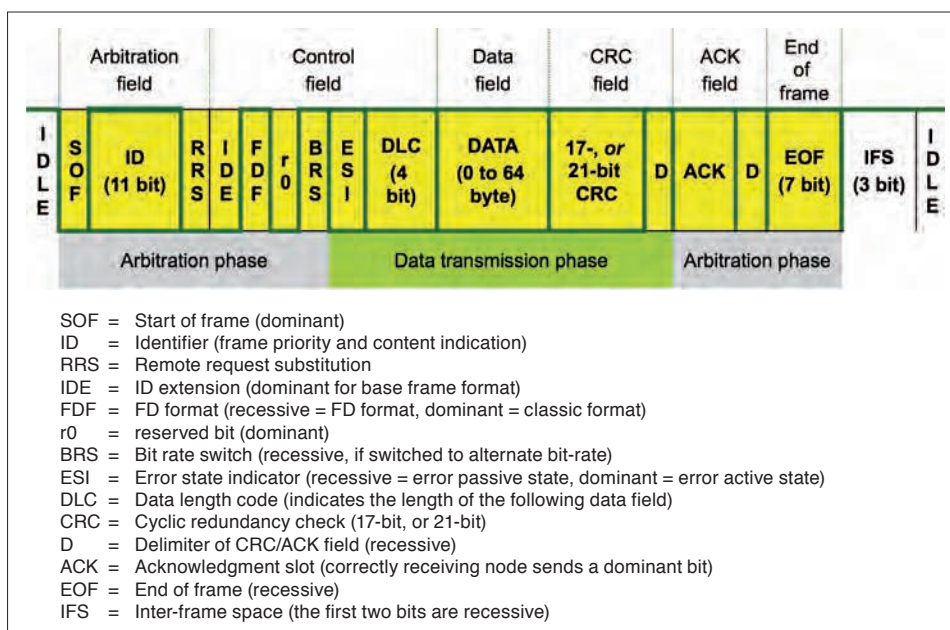 Arbitration field
Control field
Data field
CRC field
ACK field
End of frame
IDLE
SOF
ID (11 bit)
RRS
IDE
FDF
r0
BRS
ESI
DLC (4 bit)
DATA (0 to 64 byte)
17-, or 21-bit CRC
D
ACK
D
EOF (7 bit)
IFS (3 bit)
IDLE
Arbitration phase
Data transmission phase
Arbitration phase
SOF = Start of frame (dominant)
ID = Identifier (frame priority and content indication)
RRS = Remote request substitution
IDE = ID extension (dominant for base frame format)
FDF = FD format (recessive = FD format, dominant = classic format)
r0 = reserved bit (dominant)
BRS = Bit rate switch (recessive, if switched to alternate bit-rate)
ESI = Error state indicator (recessive = error passive state, dominant = error active state)
DLC = Data length code (indicates the length of the following data field)
CRC = Cyclic redundancy check (17-bit, or 21-bit)
D = Delimiter of CRC/ACK field (recessive)
ACK = Acknowledgment slot (correctly receiving node sends a dominant bit)
EOF = End of frame (recessive)
IFS = Inter-frame space (the first two bits are recessive)